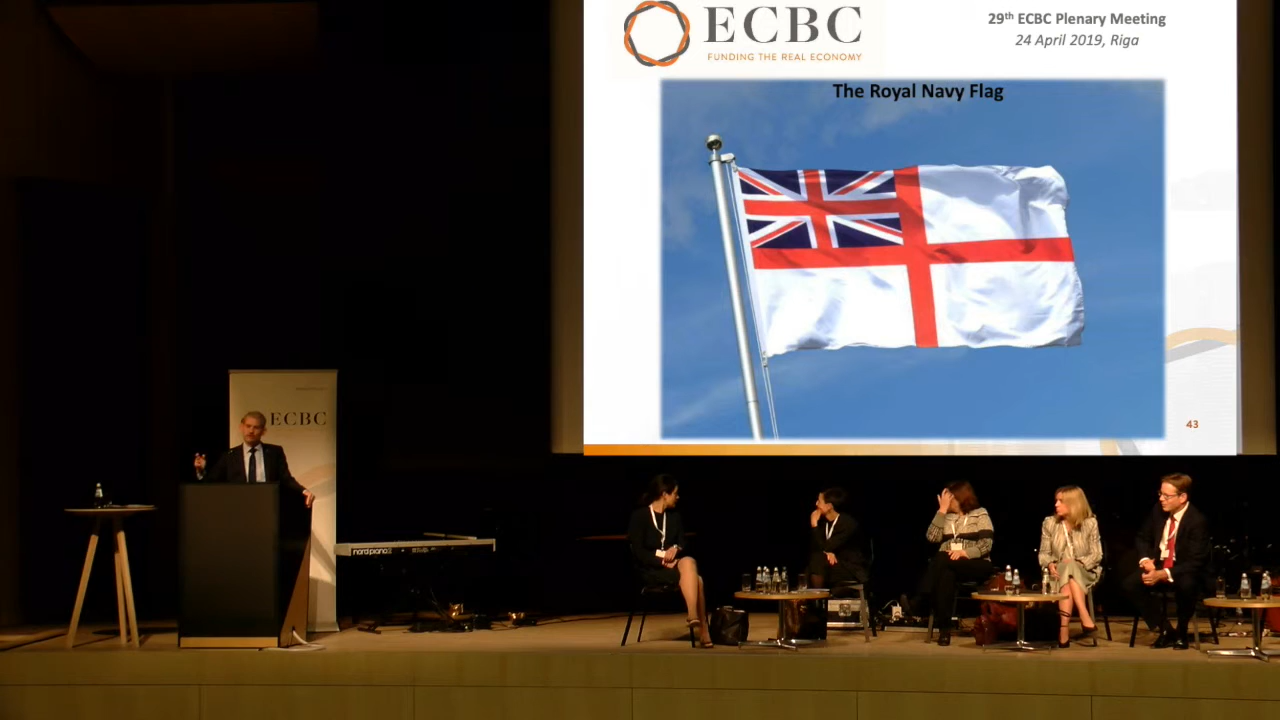 ECBC
FUNDING THE REAL ECONOMY
29th ECBC Plenary Meeting
24 April 2019, Riga
The Royal Navy Flag
43
ECBC
nord piano